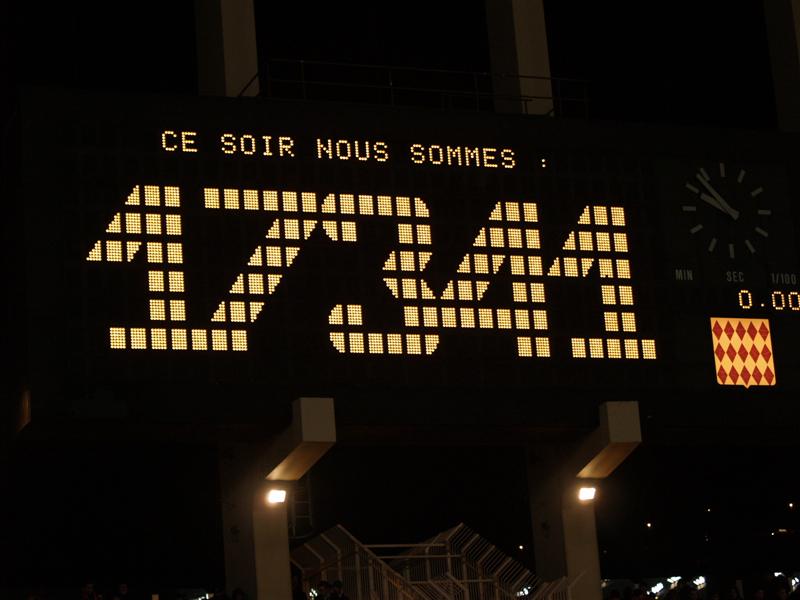 CE SOIR NOUS SOMMES :
17341
MIN SEC 1/100
0.00